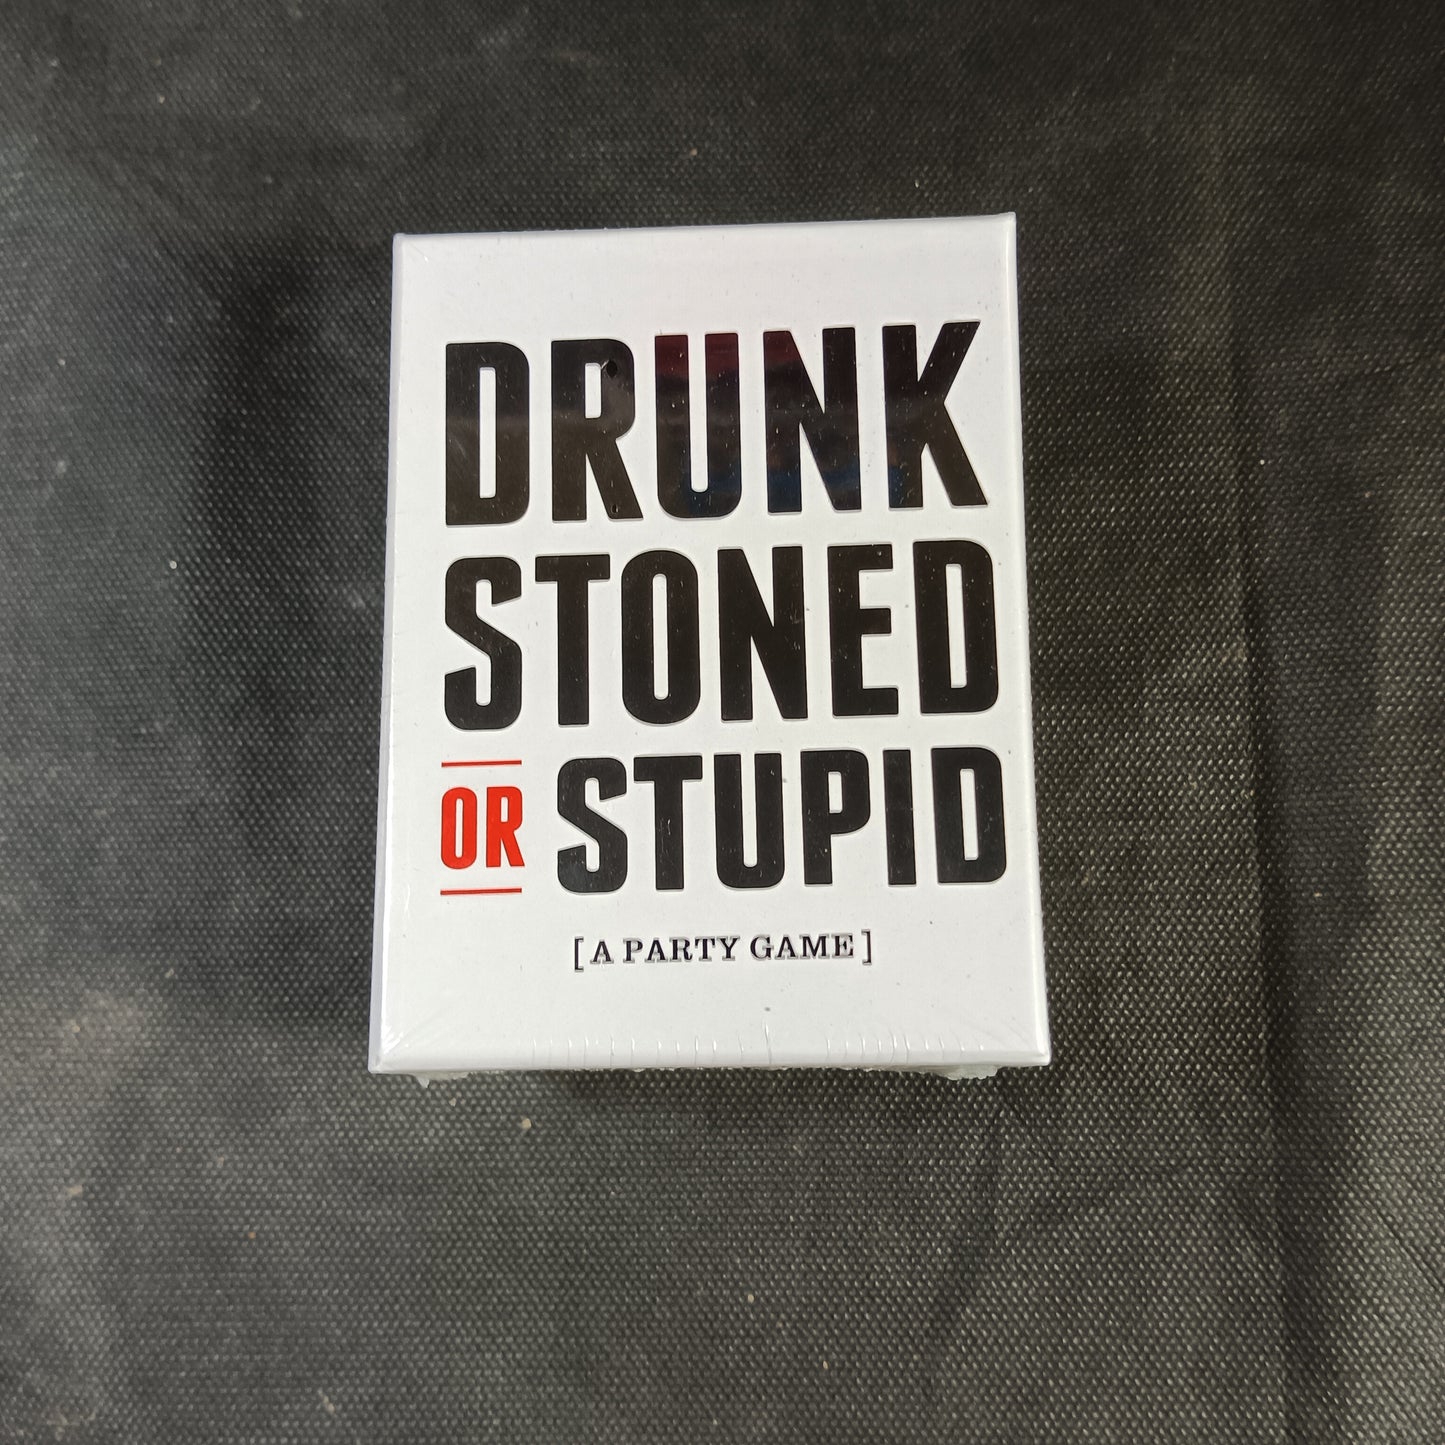 DRUNK
STONED
OR STUPID
[A PARTY GAME]